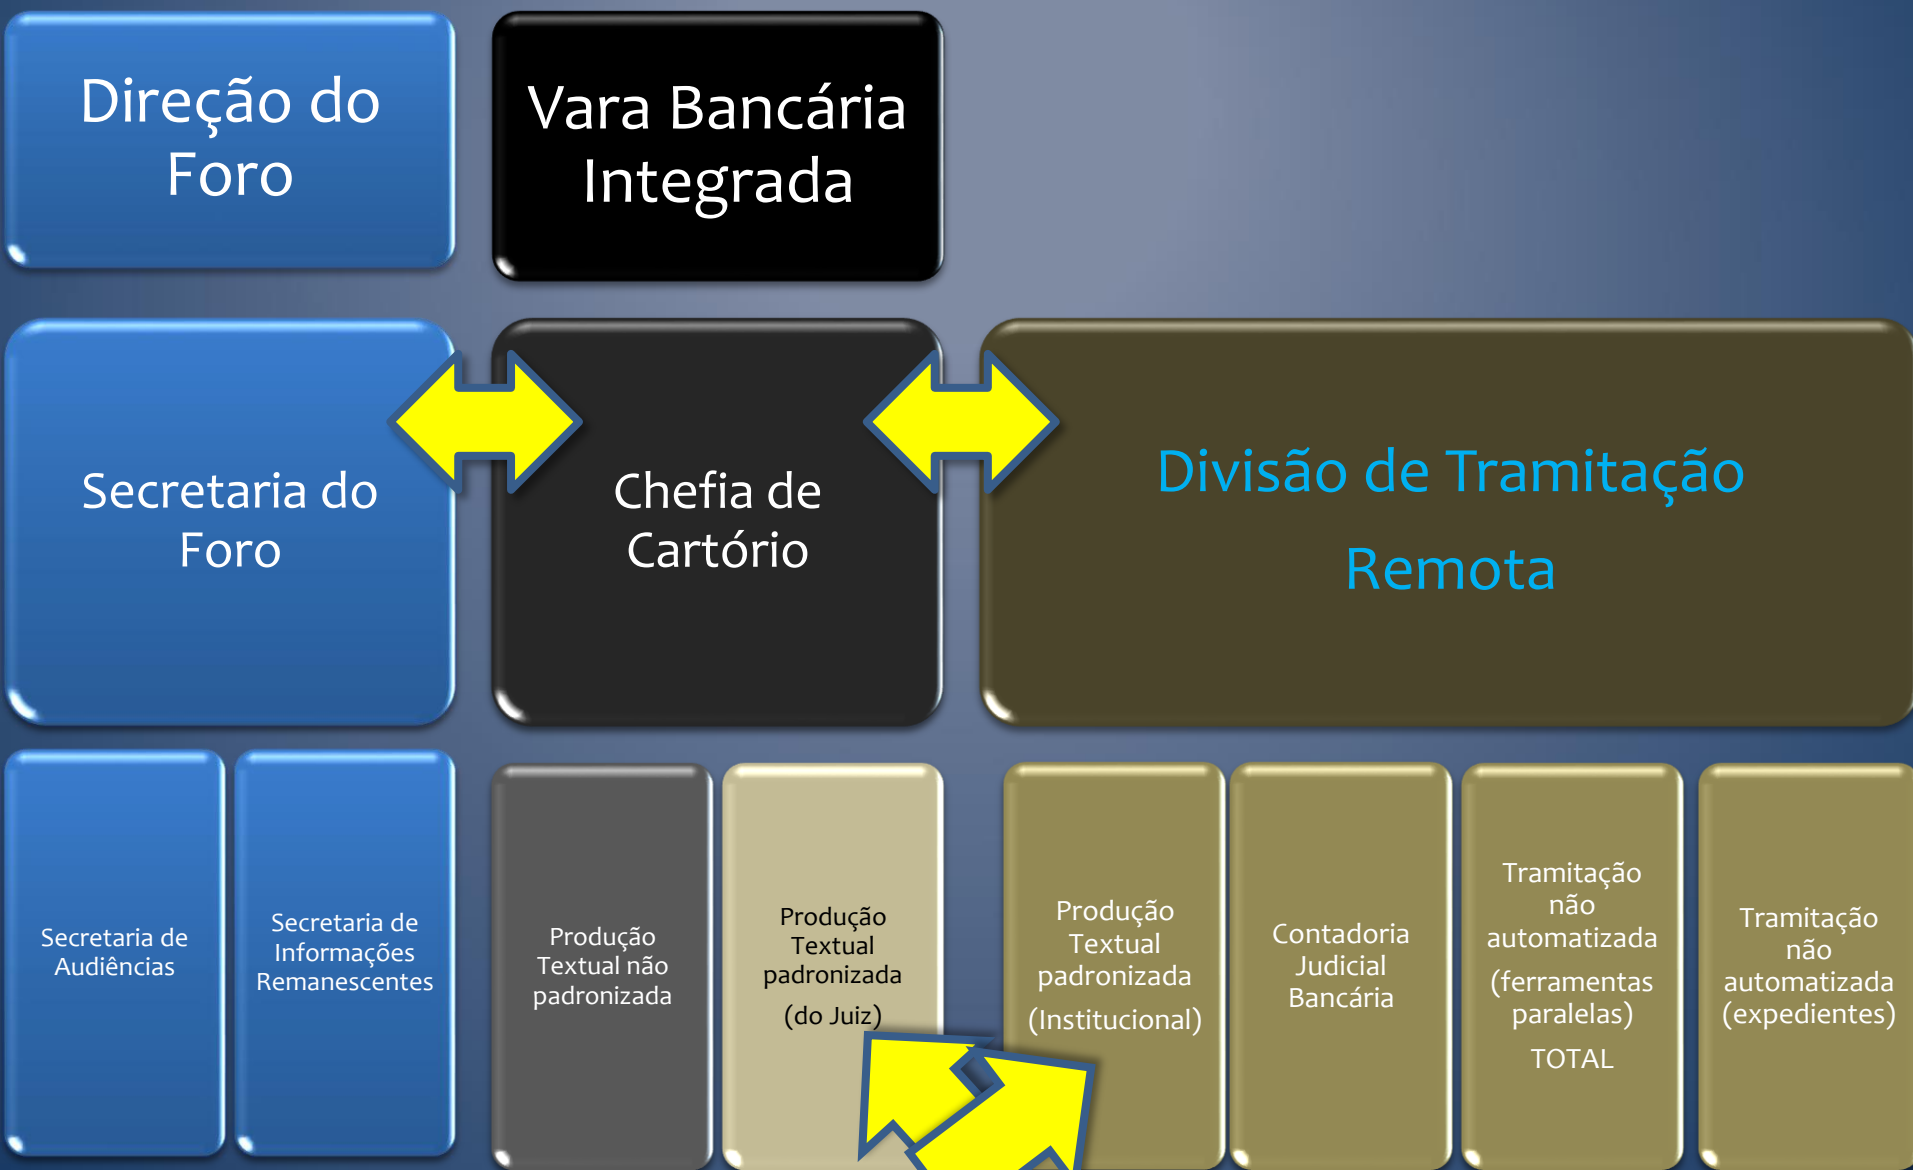 Direção do
Foro
Vara Bancária
Integrada
Secretaria do
Foro
Chefia de
Cartório
Divisão de Tramitação
Remota
Secretaria de
Audiências
Secretaria de
Informações
Remanescentes
Produção
Textual não
padronizada
Produção
Textual
padronizada
(do Juiz)
Produção
Textual
padronizada
(Institucional)
Contadoria
Judicial
Bancária
Tramitação
não
automatizada
(ferramentas
paralelas)
TOTAL
Tramitação
não
automatizada
(expedientes)